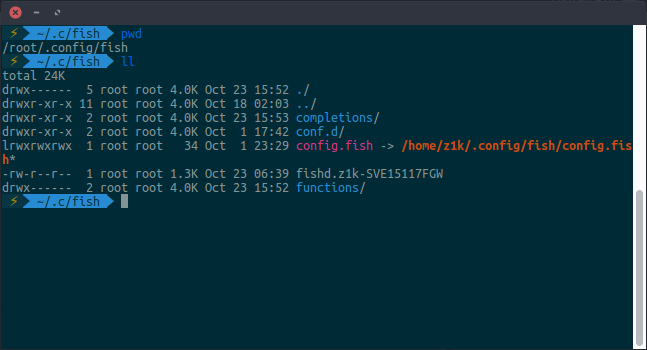 ⚡ ~/.c/fish pwd
/root/.config/fish
⚡ ~/.c/fish ll
total 24K
drwx------  5 root root 4.0K Oct 23 15:52 ./
drwxr-xr-x 11 root root 4.0K Oct 18 02:03 ../
drwxr-xr-x  2 root root 4.0K Oct 23 15:53 completions/
drwxr-xr-x  2 root root 4.0K Oct  1 17:42 conf.d/
lrwxrwxrwx  1 root root   34 Oct  1 23:29 config.fish -> /home/z1k/.config/fish/config.fis
h*
-rw-r--r--  1 root root 1.3K Oct 23 06:39 fishd.z1k-SVE15117FGW
drwx------  2 root root 4.0K Oct 23 15:52 functions/
⚡ ~/.c/fish